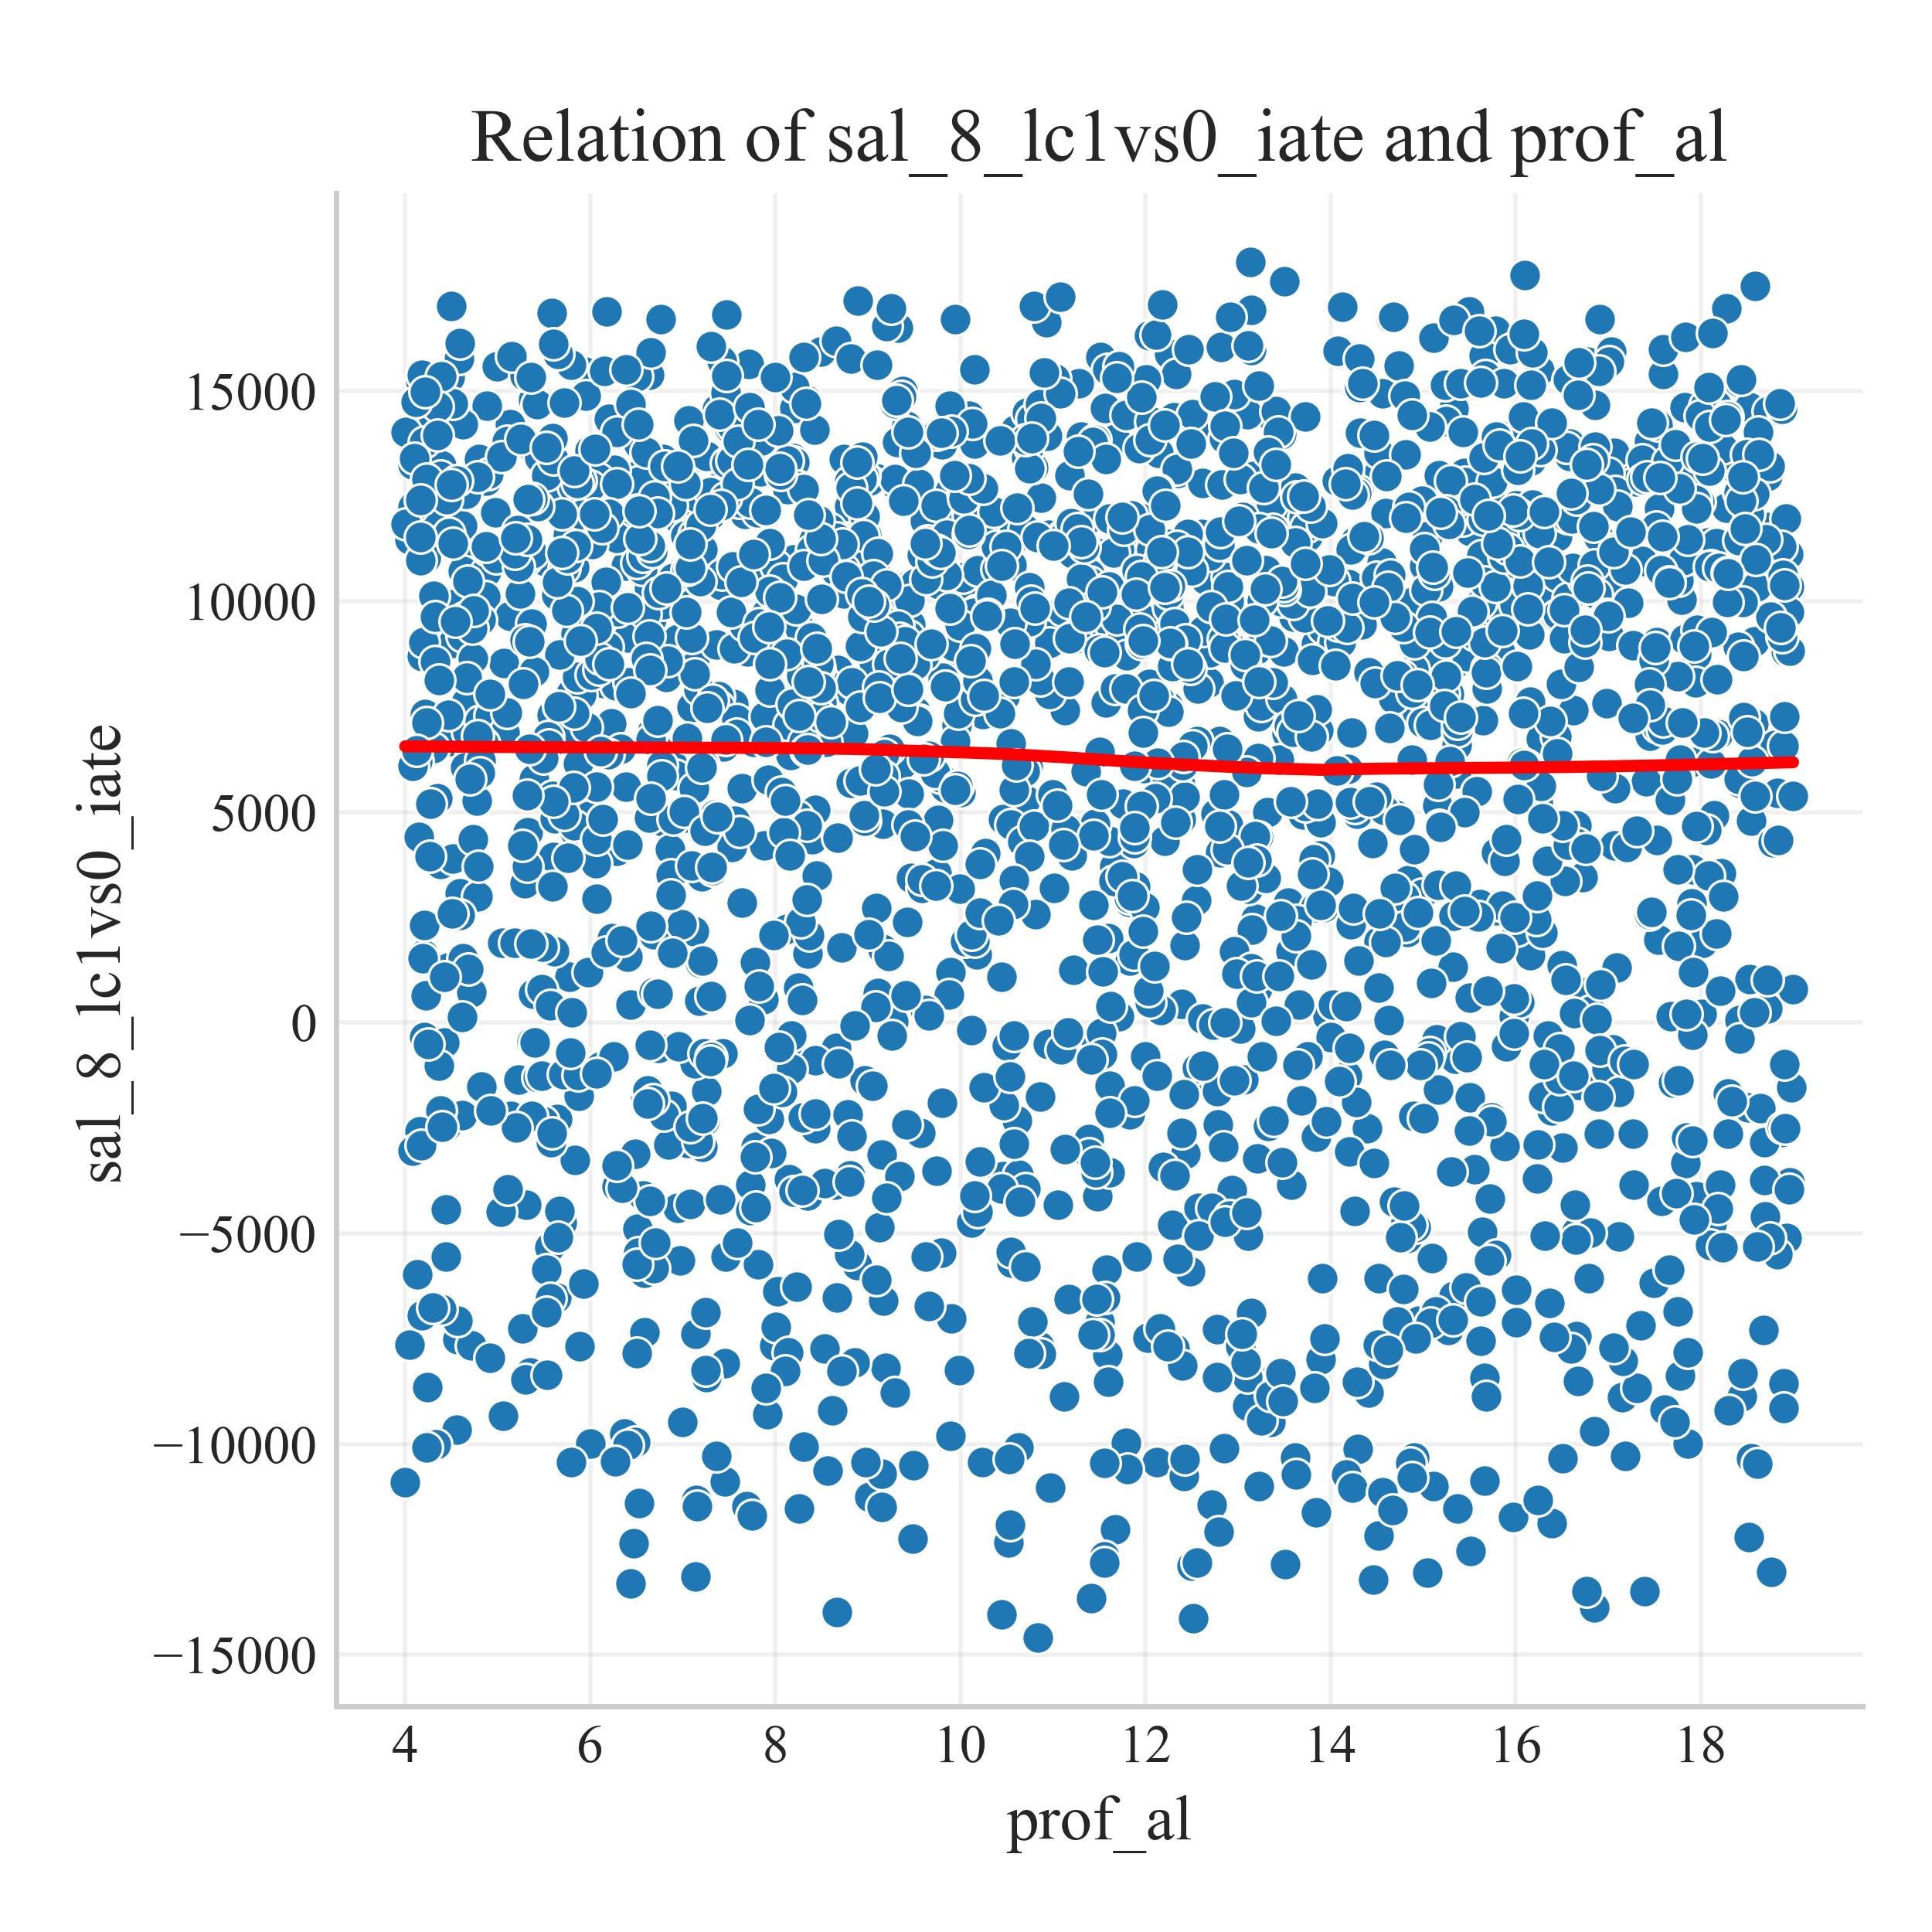 Relation of sal_8_lc1vs0_iate and prof_al
sal_8_lc1vs0_iate
15000
10000
5000
0
−5000
−10000
−15000
4 6 8 10 12 14 16 18
prof_al